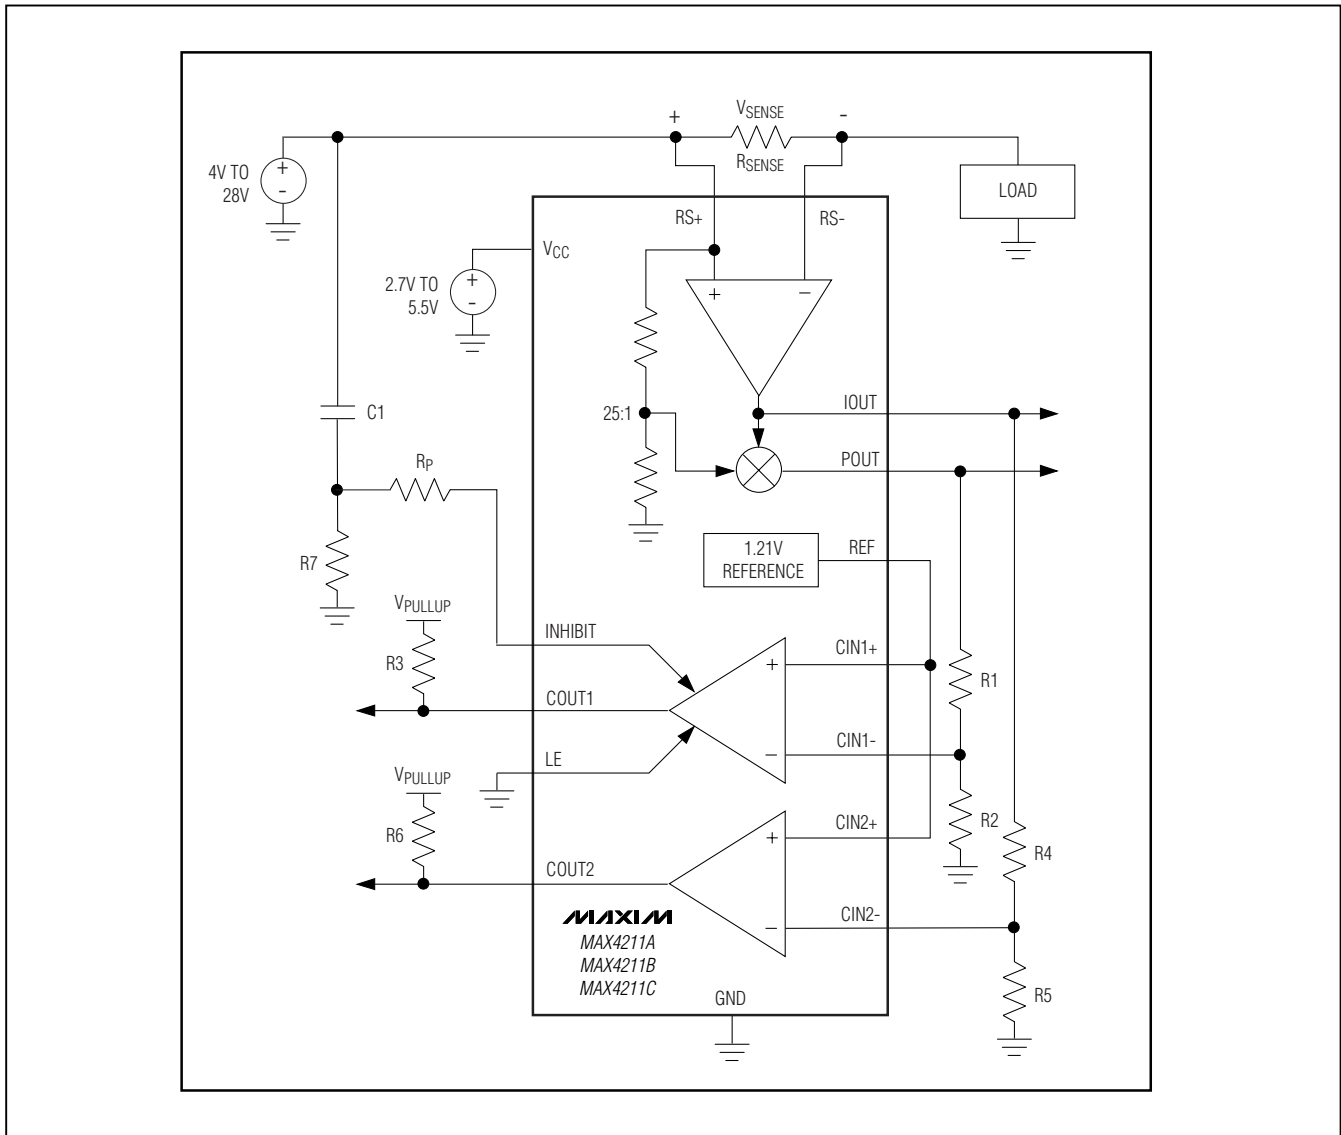 VSENSE
+
-
RSENSE
4V TO
28V
+
-
LOAD
RS+
RS-
VCC
2.7V TO
5.5V
+
-
+
−
C1
25:1
IOUT
RP
POUT
R7
1.21V
REFERENCE
REF
VPULLUP
INHIBIT
R3
CIN1+
+
R1
COUT1
CIN1-
−
LE
VPULLUP
R6
CIN2+
+
R2
R4
COUT2
CIN2-
−
MAXIM
MAX4211A
MAX4211B
MAX4211C
R5
GND